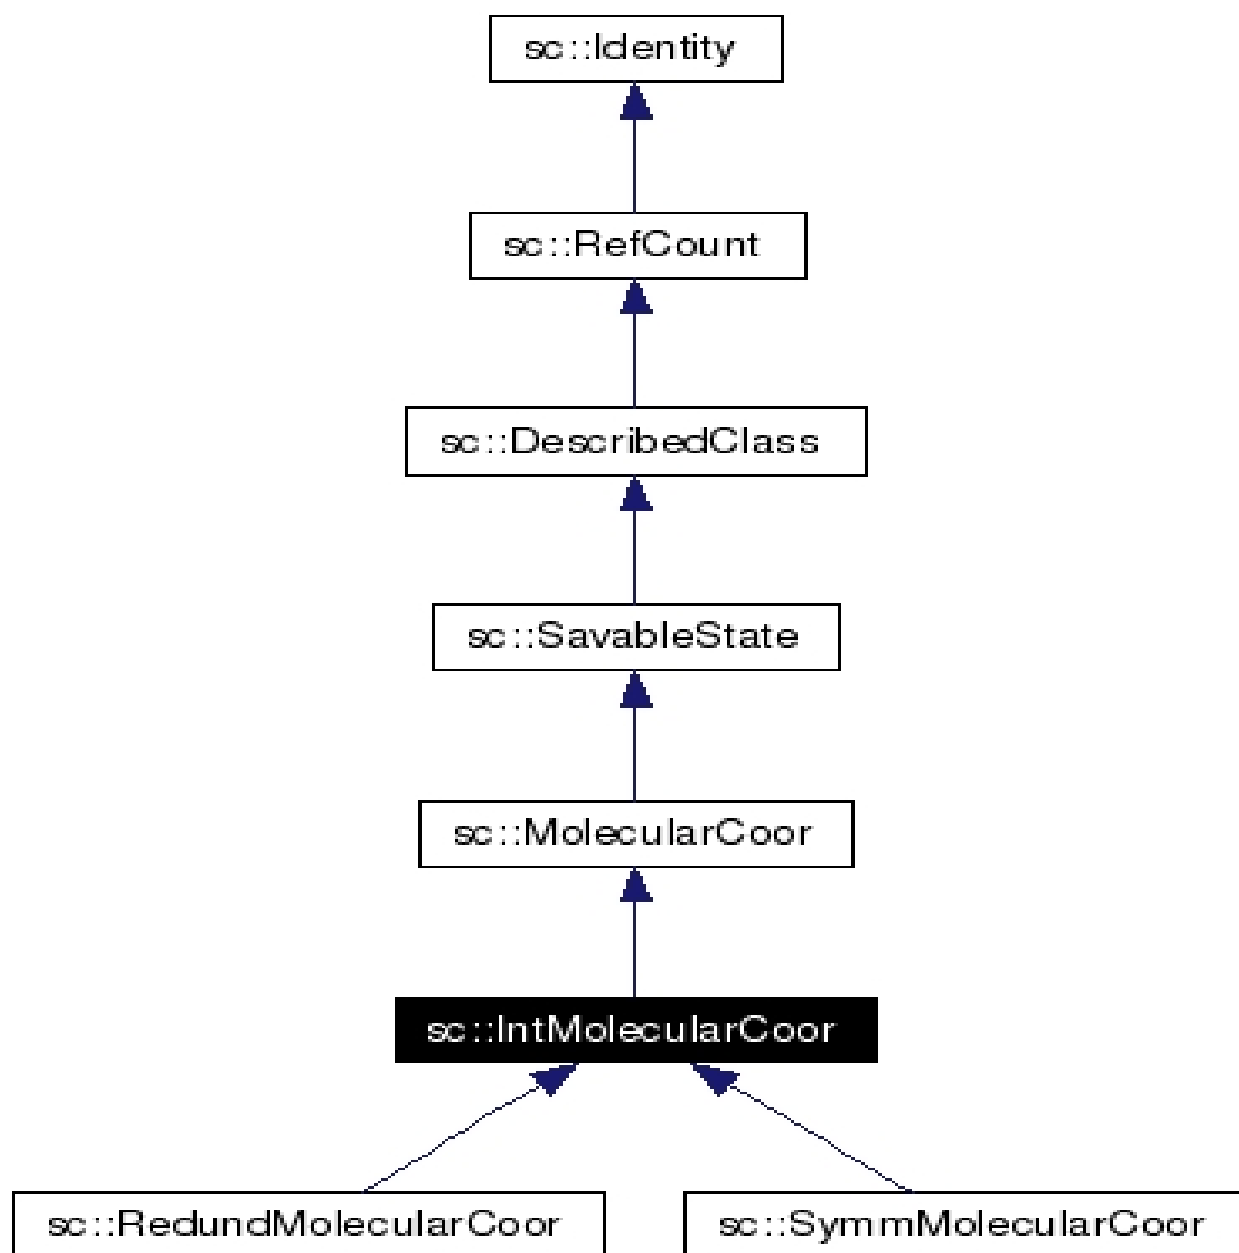 sc::Identity
sc::RefCount
sc::DescribedClass
sc::SavableState
sc::MolecularCoor
sc::IntMolecularCoor
sc::RedundMolecularCoor
sc::SymmMolecularCoor